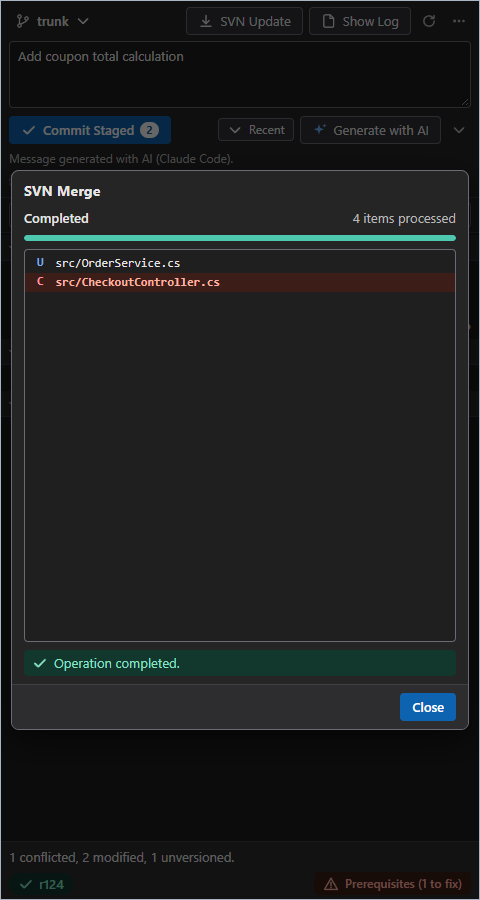 trunk SVN Update Show Log
Add coupon total calculation
Commit Staged 2 Recent Generate with AI
Message generated with AI (Claude Code).
SVN Merge
Completed 4 items processed
U src/OrderService.cs
C src/CheckoutController.cs
Operation completed.
Close
1 conflicted, 2 modified, 1 unversioned.
r124 Prerequisites (1 to fix)